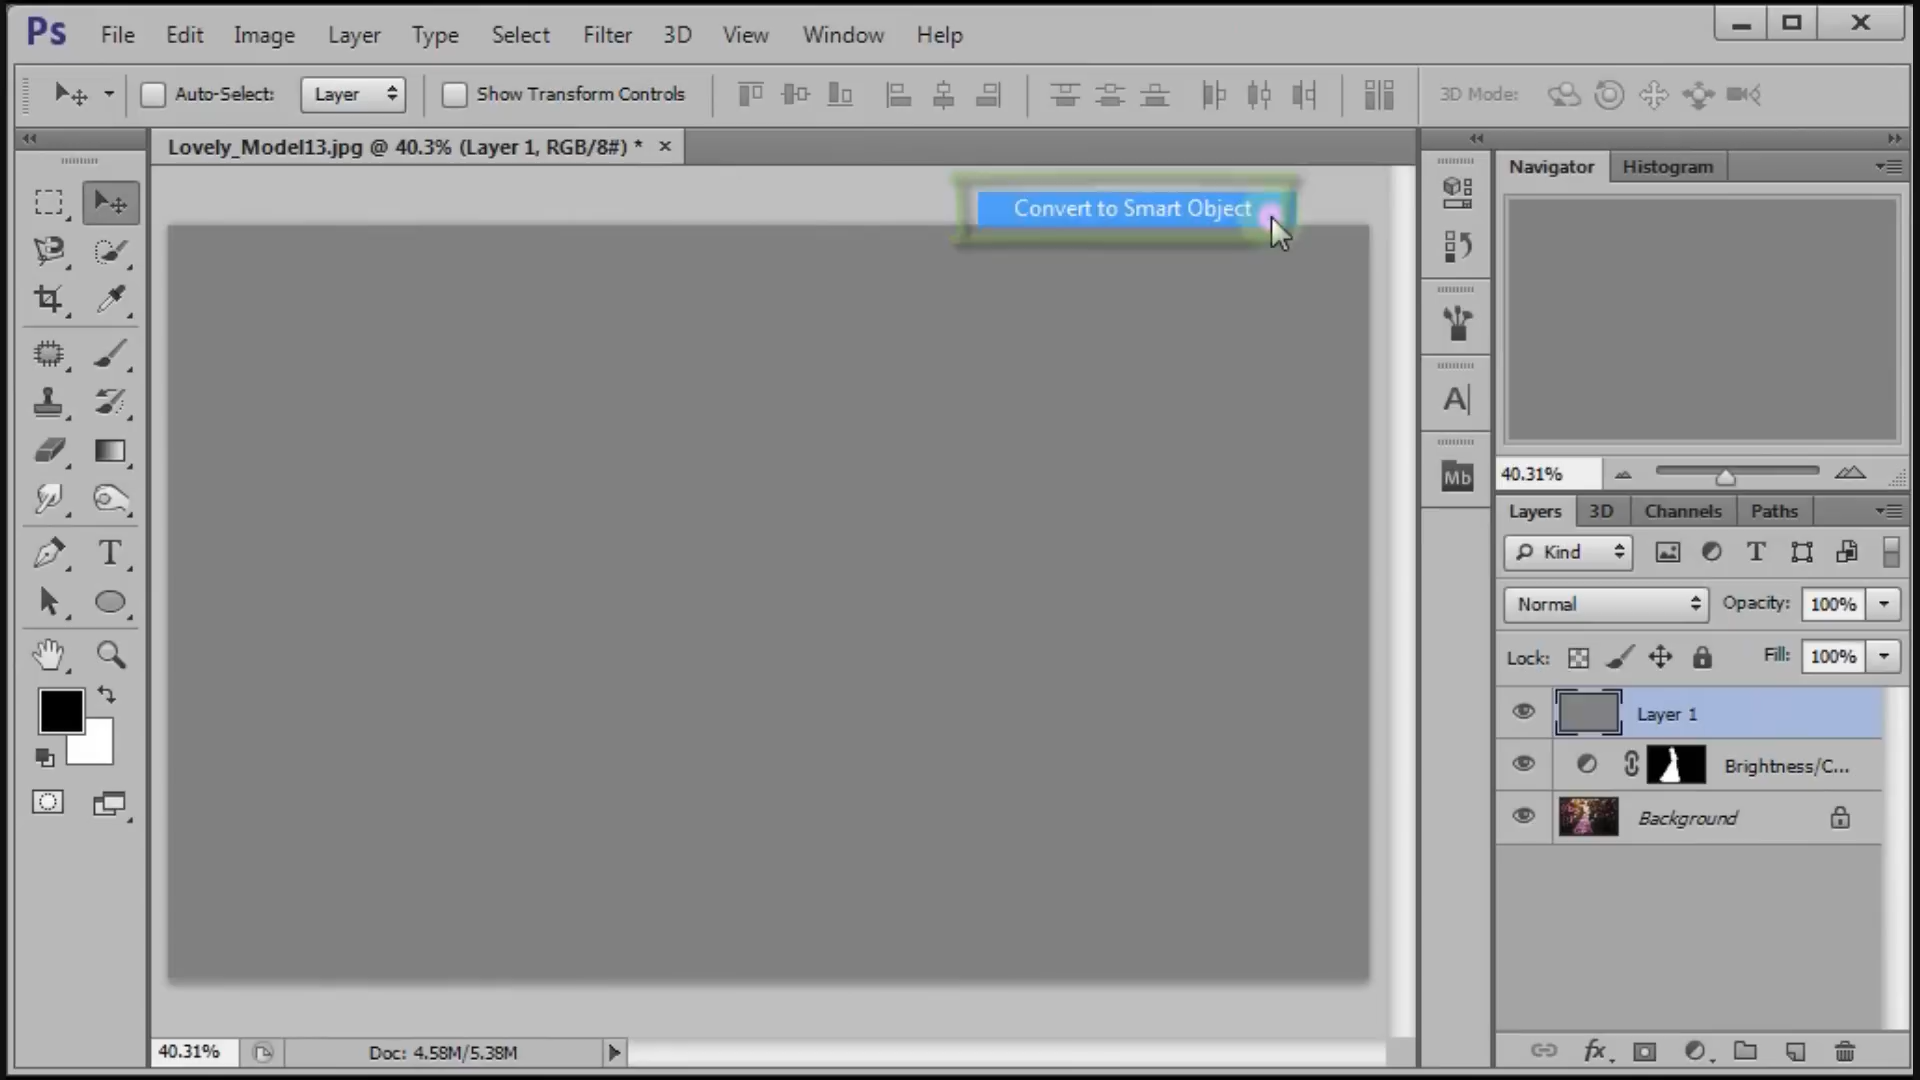 Ps File Edit Image Layer Type Select Filter 3D View Window Help
Auto-Select: Layer Show Transform Controls 3D Mode:
Lovely_Model13.jpg @ 40.3% (Layer 1, RGB/8#) * ×
Navigator Histogram
Convert to Smart Object
A|
Mb
40.31%
Layers 3D Channels Paths
Kind T
Normal Opacity: 100%
Lock: Fill: 100%
T
Layer 1
Brightness/C...
Background
40.31% Doc: 4.58M/5.38M fx